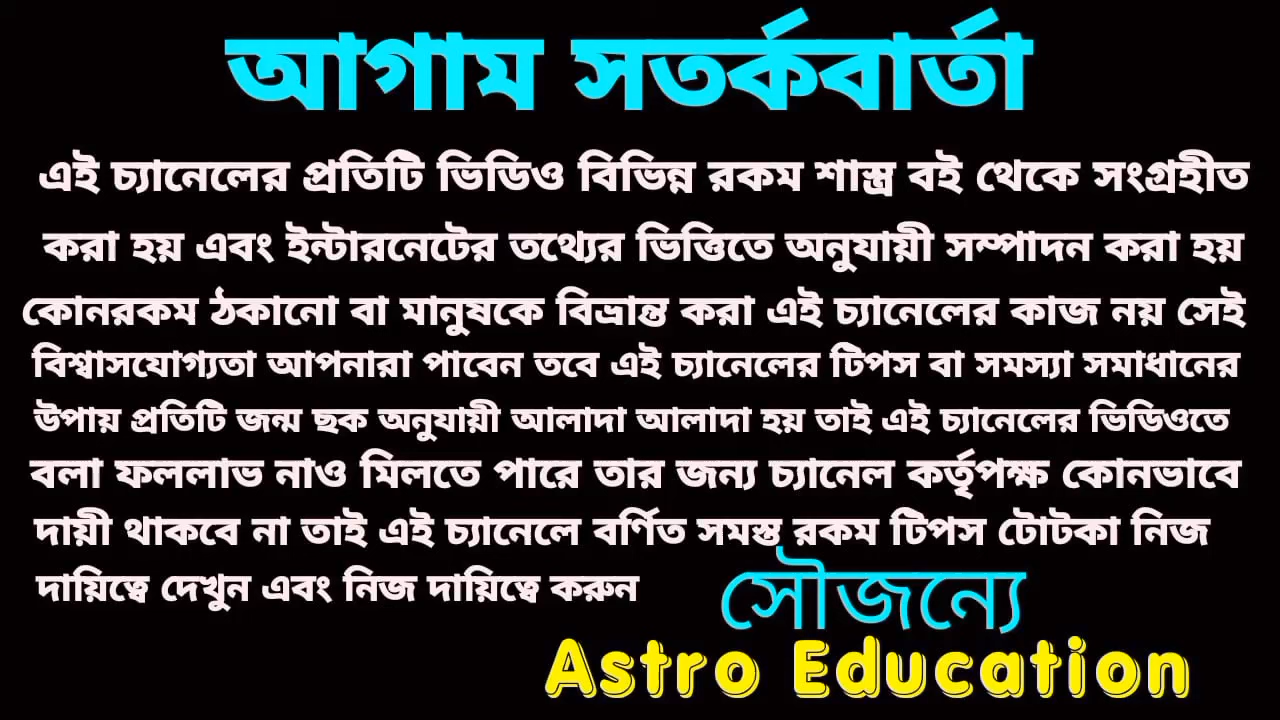 আগাম সতর্কবার্তা
এই চ্যানেলের প্রতিটি ভিডিও বিভিন্ন রকম শাস্ত্র বই থেকে সংগ্রহীত
করা হয় এবং ইন্টারনেটের তথ্যের ভিত্তিতে অনুযায়ী সম্পাদন করা হয়
কোনরকম ঠকানো বা মানুষকে বিভ্রান্ত করা এই চ্যানেলের কাজ নয় সেই
বিশ্বাসযোগ্যতা আপনারা পাবেন তবে এই চ্যানেলের টিপস বা সমস্যা সমাধানের
উপায় প্রতিটি জন্ম ছক অনুযায়ী আলাদা আলাদা হয় তাই এই চ্যানেলের ভিডিওতে
বলা ফললাভ নাও মিলতে পারে তার জন্য চ্যানেল কর্তৃপক্ষ কোনভাবে
দায়ী থাকবে না তাই এই চ্যানেলে বর্ণিত সমস্ত রকম টিপস টোটকা নিজ
দায়িত্বে দেখুন এবং নিজ দায়িত্বে করুন
সৌজন্যে
Astro Education